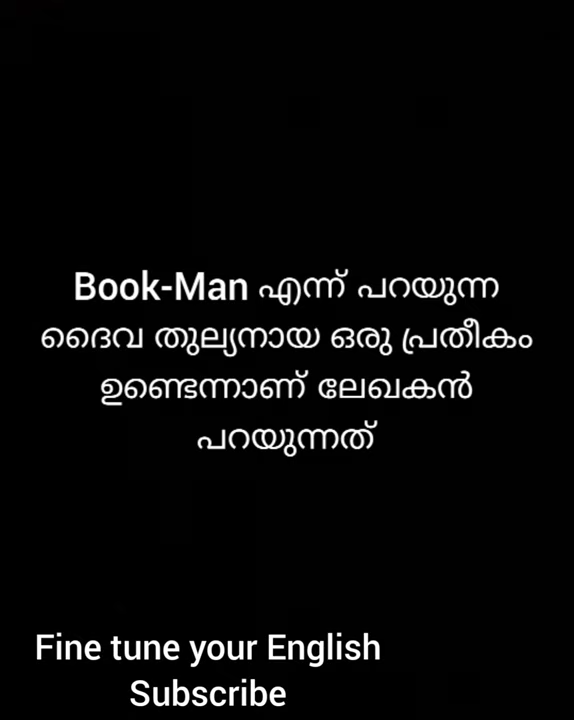 Book-Man എന്ന് പറയുന്ന
ദൈവ തുല്യനായ ഒരു പ്രതീകം
ഉണ്ടെന്നാണ് ലേഖകൻ
പറയുന്നത്
Fine tune your English
Subscribe